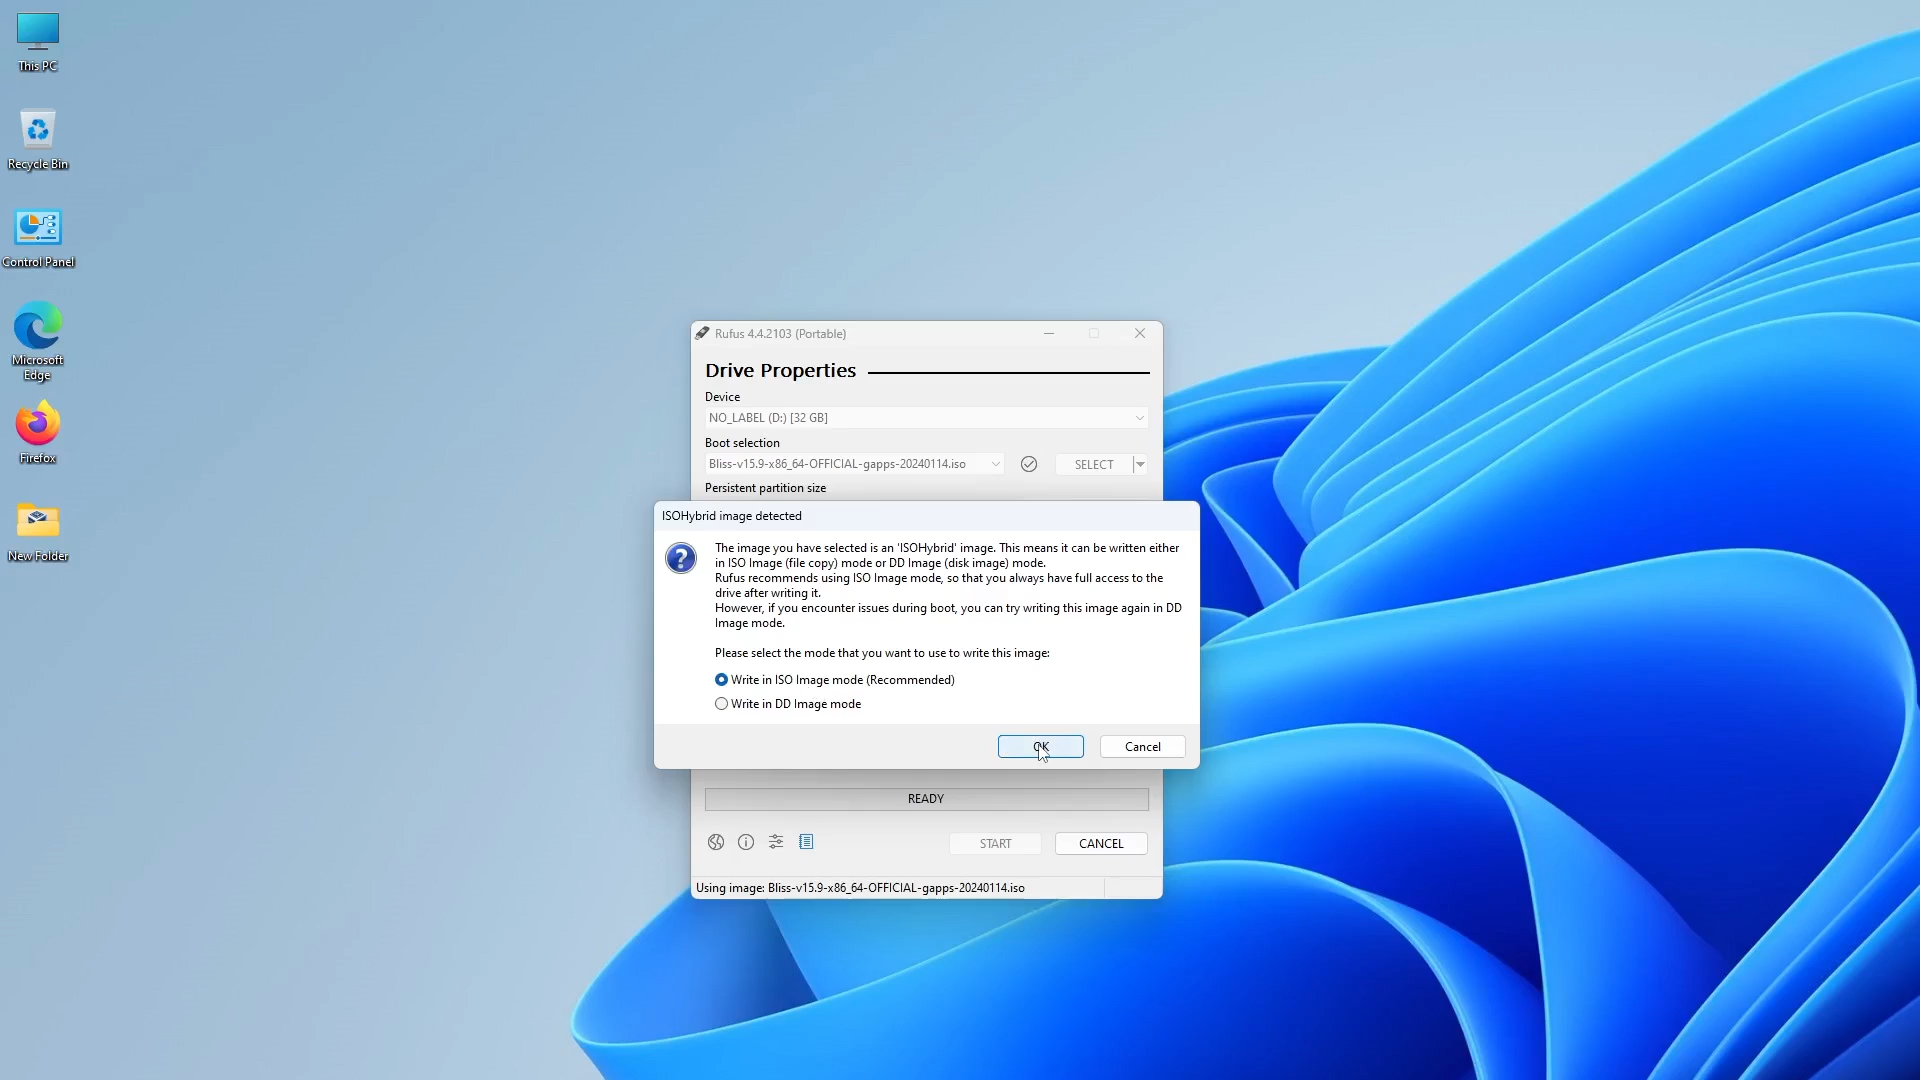 This PC
Recycle Bin
Control Panel
Microsoft
Edge
Firefox
New Folder
Rufus 4.4.2103 (Portable)
Drive Properties
Device
NO_LABEL (D:) [32 GB]
Boot selection
Bliss-v15.9-x86_64-OFFICIAL-gapps-20240114.iso
SELECT
Persistent partition size
ISOHybrid image detected
The image you have selected is an 'ISOHybrid' image. This means it can be written either
in ISO Image (file copy) mode or DD Image (disk image) mode.
Rufus recommends using ISO Image mode, so that you always have full access to the
drive after writing it.
However, if you encounter issues during boot, you can try writing this image again in DD
Image mode.
Please select the mode that you want to use to write this image:
Write in ISO Image mode (Recommended)
Write in DD Image mode
OK
Cancel
READY
START
CANCEL
Using image: Bliss-v15.9-x86_64-OFFICIAL-gapps-20240114.iso